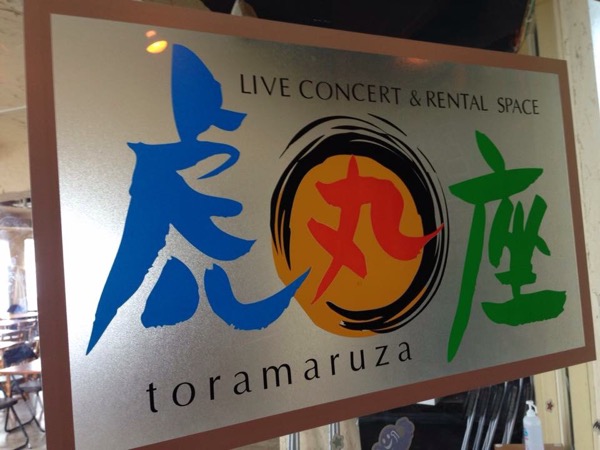 LIVE CONCERT & RENTAL SPACE
虎丸座
toramaruza